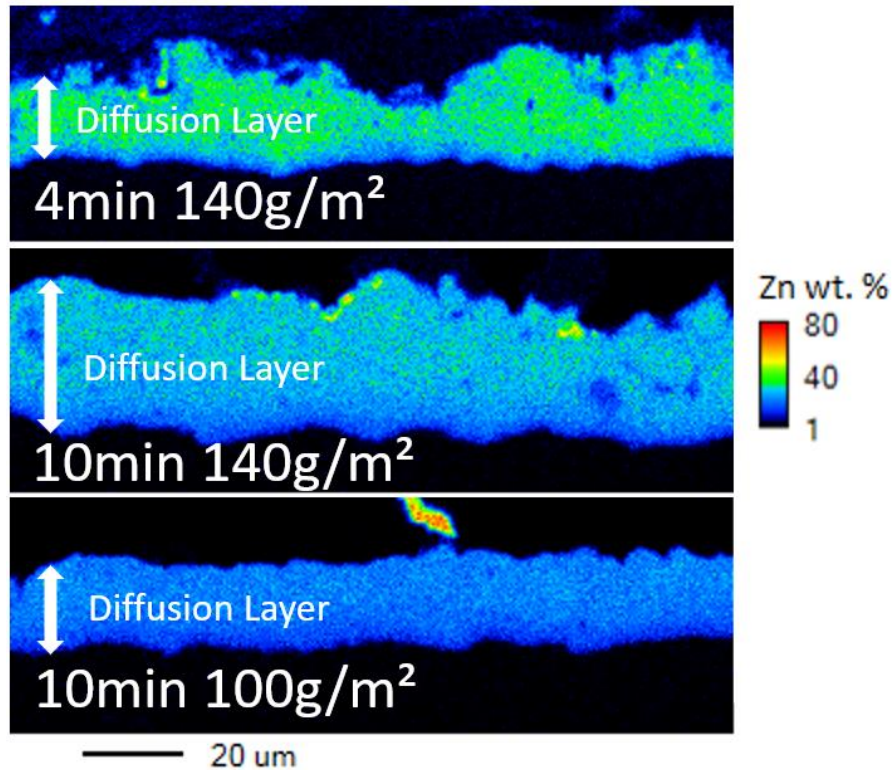 Diffusion Layer
4min 140g/m²
Diffusion Layer
10min 140g/m²
Zn wt. %
80
40
1
Diffusion Layer
10min 100g/m²
20 um